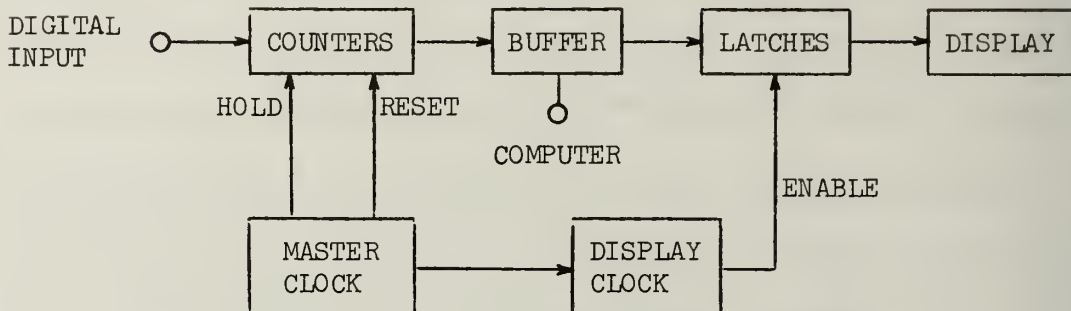 DIGITAL
INPUT
COUNTERS
BUFFER
LATCHES
DISPLAY
HOLD
RESET
COMPUTER
ENABLE
MASTER
CLOCK
DISPLAY
CLOCK